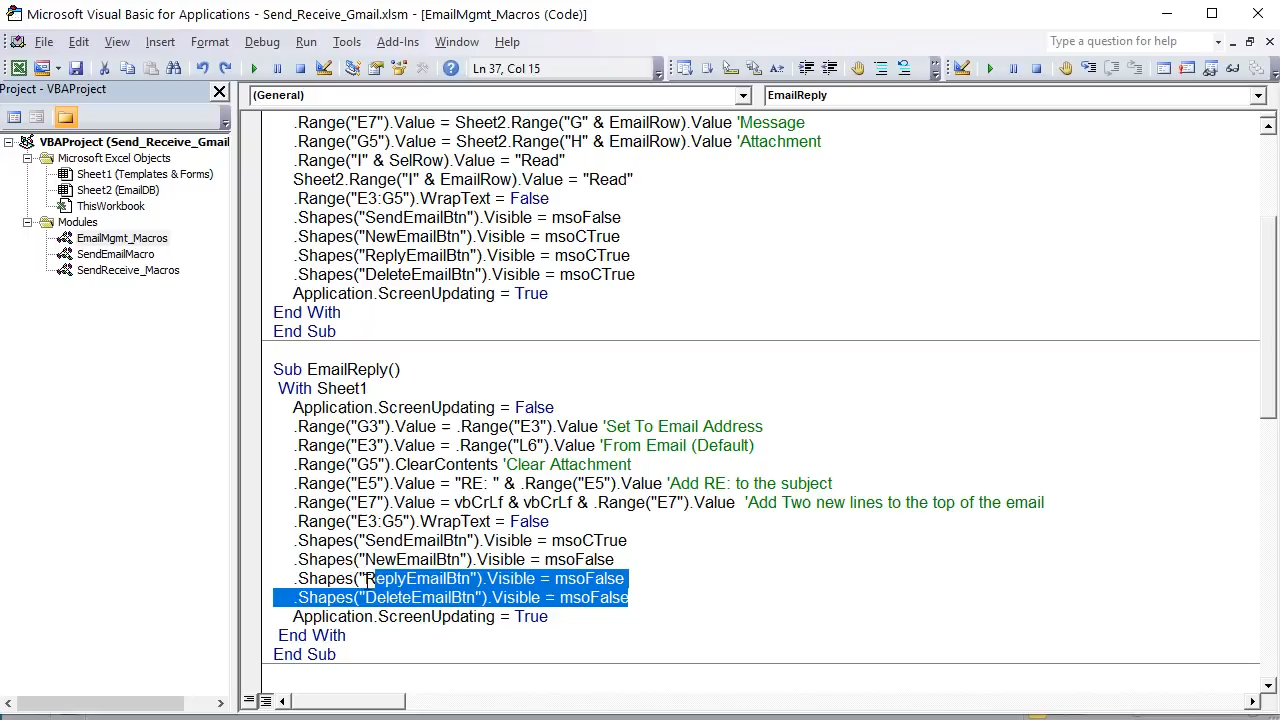 Microsoft Visual Basic for Applications - Send_Receive_Gmail.xlsm - [EmailMgmt_Macros (Code)]
File Edit View Insert Format Debug Run Tools Add-Ins Window Help
Type a question for help
Ln 37, Col 15
Project - VBAProject
(General)
EmailReply
VBAProject (Send_Receive_Gmail
Microsoft Excel Objects
Sheet1 (Templates & Forms)
Sheet2 (EmailDB)
ThisWorkbook
Modules
EmailMgmt_Macros
SendEmailMacro
SendReceive_Macros
.Range("E7").Value = Sheet2.Range("G" & EmailRow).Value 'Message
.Range("G5").Value = Sheet2.Range("H" & EmailRow).Value 'Attachment
.Range("I" & SelRow).Value = "Read"
Sheet2.Range("I" & EmailRow).Value = "Read"
.Range("E3:G5").WrapText = False
.Shapes("SendEmailBtn").Visible = msoFalse
.Shapes("NewEmailBtn").Visible = msoCTrue
.Shapes("ReplyEmailBtn").Visible = msoCTrue
.Shapes("DeleteEmailBtn").Visible = msoCTrue
Application.ScreenUpdating = True
End With
End Sub
Sub EmailReply()
With Sheet1
Application.ScreenUpdating = False
.Range("G3").Value = .Range("E3").Value 'Set To Email Address
.Range("E3").Value = .Range("L6").Value 'From Email (Default)
.Range("G5").ClearContents 'Clear Attachment
.Range("E5").Value = "RE: " & .Range("E5").Value 'Add RE: to the subject
.Range("E7").Value = vbCrLf & vbCrLf & .Range("E7").Value 'Add Two new lines to the top of the email
.Range("E3:G5").WrapText = False
.Shapes("SendEmailBtn").Visible = msoCTrue
.Shapes("NewEmailBtn").Visible = msoFalse
.Shapes("ReplyEmailBtn").Visible = msoFalse
.Shapes("DeleteEmailBtn").Visible = msoFalse
Application.ScreenUpdating = True
End With
End Sub